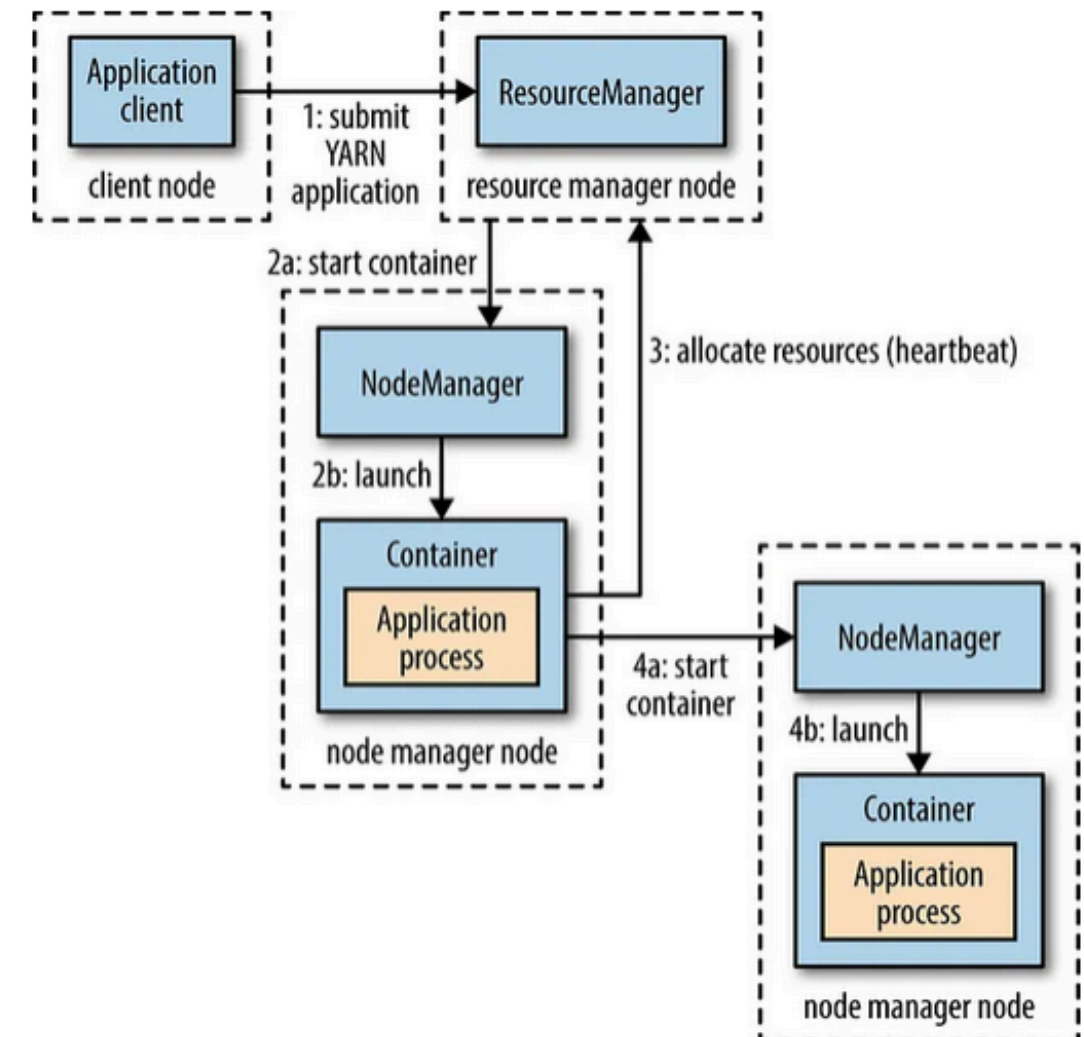 Application
client
client node
1: submit
YARN
application
ResourceManager
resource manager node
2a: start container
NodeManager
2b: launch
Container
Application
process
node manager node
3: allocate resources (heartbeat)
4a: start
container
NodeManager
4b: launch
Container
Application
process
node manager node